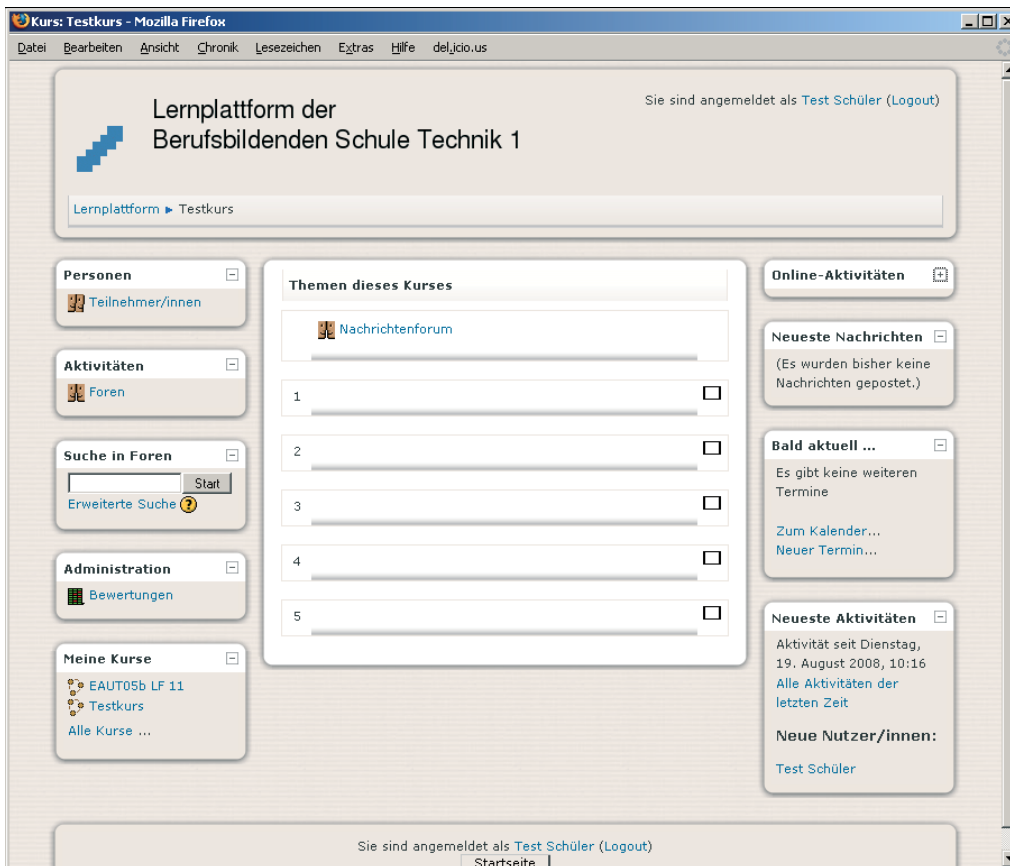 Kurs: Testkurs - Mozilla Firefox
Datei Bearbeiten Ansicht Chronik Lesezeichen Extras Hilfe del.icio.us
Sie sind angemeldet als Test Schüler (Logout)
Lernplattform der
Berufsbildenden Schule Technik 1
Lernplattform ► Testkurs
Personen
Teilnehmer/innen
Aktivitäten
Foren
Suche in Foren
Start
Erweiterte Suche ?
Administration
Bewertungen
Meine Kurse
EAUT05b LF 11
Testkurs
Alle Kurse ...
Themen dieses Kurses
Nachrichtenforum
1
2
3
4
5
Online-Aktivitäten
Neueste Nachrichten
(Es wurden bisher keine
Nachrichten gepostet.)
Bald aktuell ...
Es gibt keine weiteren
Termine
Zum Kalender...
Neuer Termin...
Neueste Aktivitäten
Aktivität seit Dienstag,
19. August 2008, 10:16
Alle Aktivitäten der
letzten Zeit
Neue Nutzer/innen:
Test Schüler
Sie sind angemeldet als Test Schüler (Logout)
Startseite